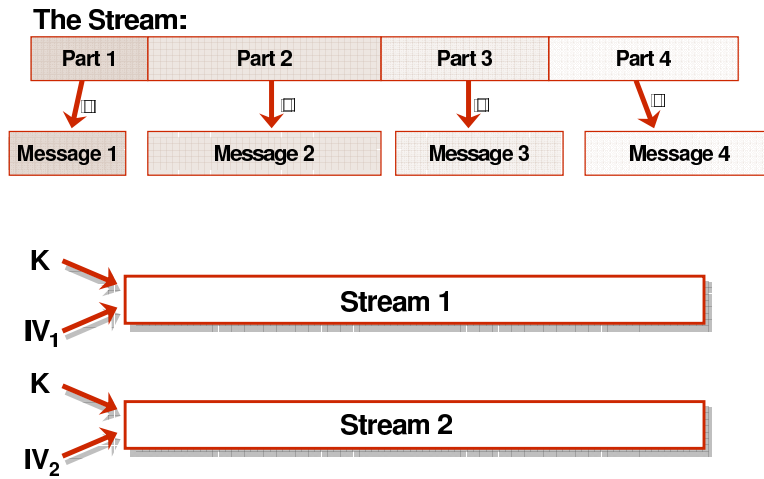 The Stream:
Part 1 Part 2 Part 3 Part 4
Message 1 Message 2 Message 3 Message 4
K
Stream 1
IV1
K
Stream 2
IV2